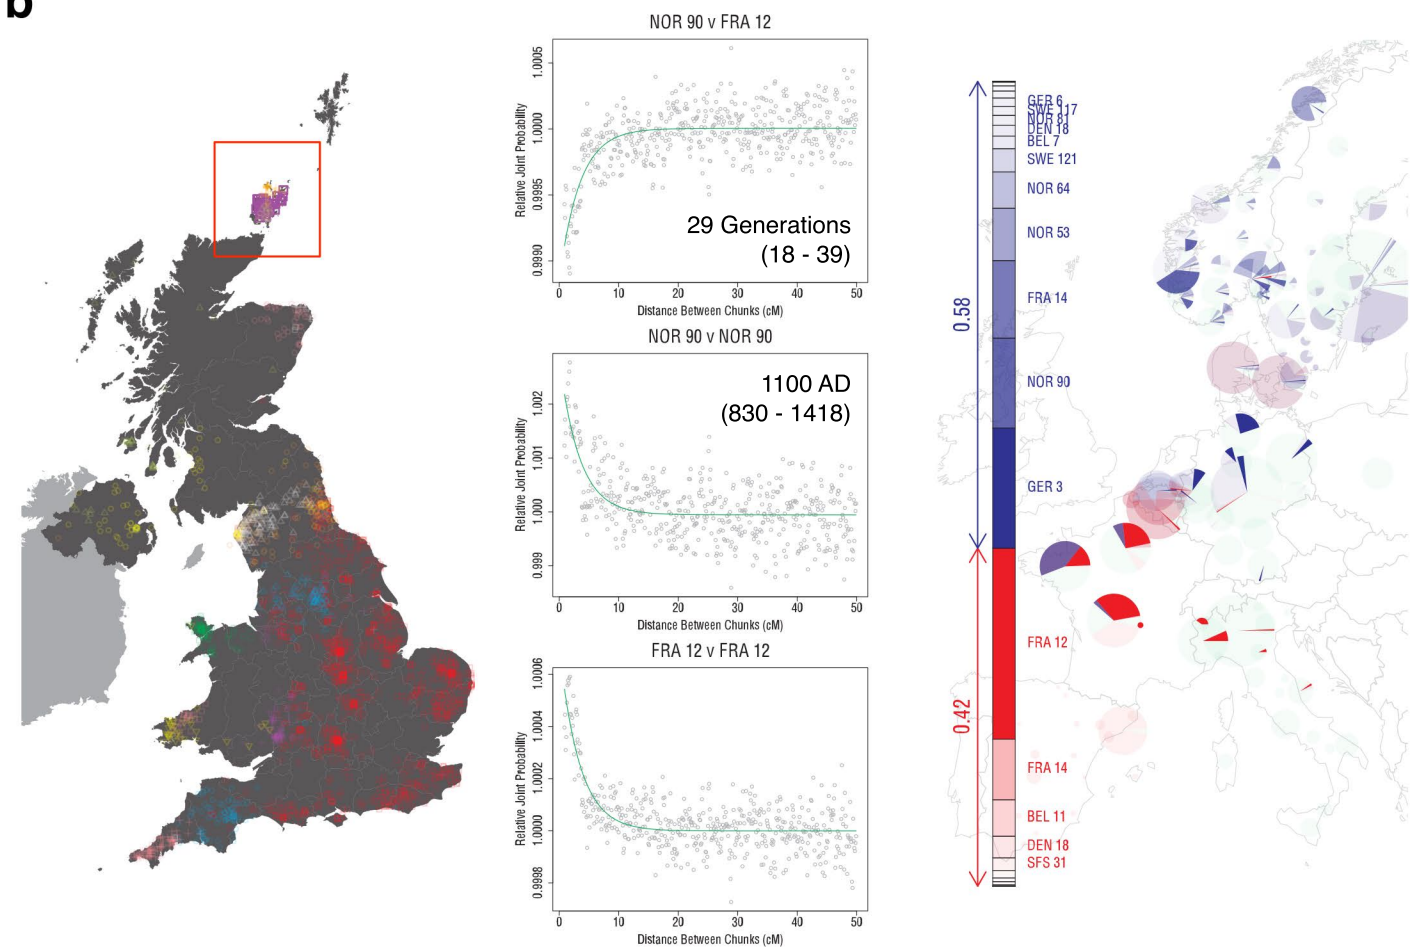 b
NOR 90 v FRA 12
Relative Joint Probability
1.0005
1.0000
0.9995
0.9990
29 Generations
(18 - 39)
0 10 20 30 40 50
Distance Between Chunks (cM)
NOR 90 v NOR 90
Relative Joint Probability
1.002
1.001
1.000
0.999
1100 AD
(830 - 1418)
0 10 20 30 40 50
Distance Between Chunks (cM)
FRA 12 v FRA 12
Relative Joint Probability
1.0006
1.0004
1.0002
1.0000
0.9998
0 10 20 30 40 50
Distance Between Chunks (cM)
0.58
0.42
GER 6
SWE 117
NOR 81
DEN 18
BEL 7
SWE 121
NOR 64
NOR 53
FRA 14
NOR 90
GER 3
FRA 12
FRA 14
BEL 11
DEN 18
SFS 31